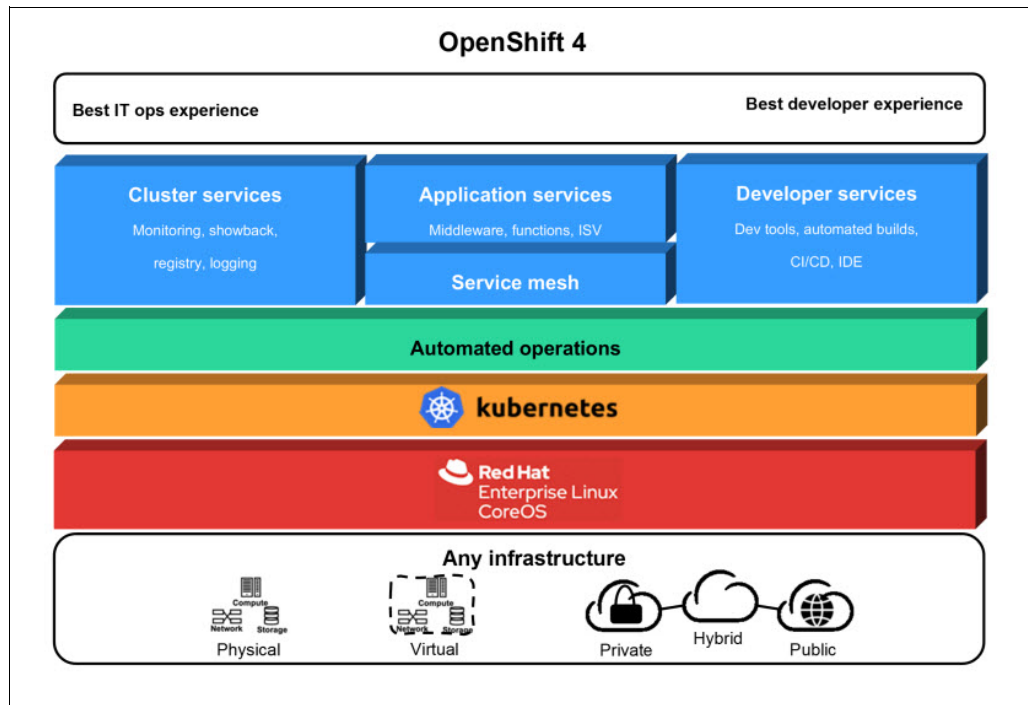 OpenShift 4
Best IT ops experience
Best developer experience
Cluster services
Monitoring, showback,
registry, logging
Application services
Middleware, functions, ISV
Service mesh
Developer services
Dev tools, automated builds,
CI/CD, IDE
Automated operations
kubernetes
Red Hat
Enterprise Linux
CoreOS
Any infrastructure
Compute
Network
Storage
Physical
Compute
Network
Storage
Virtual
Private
Hybrid
Public